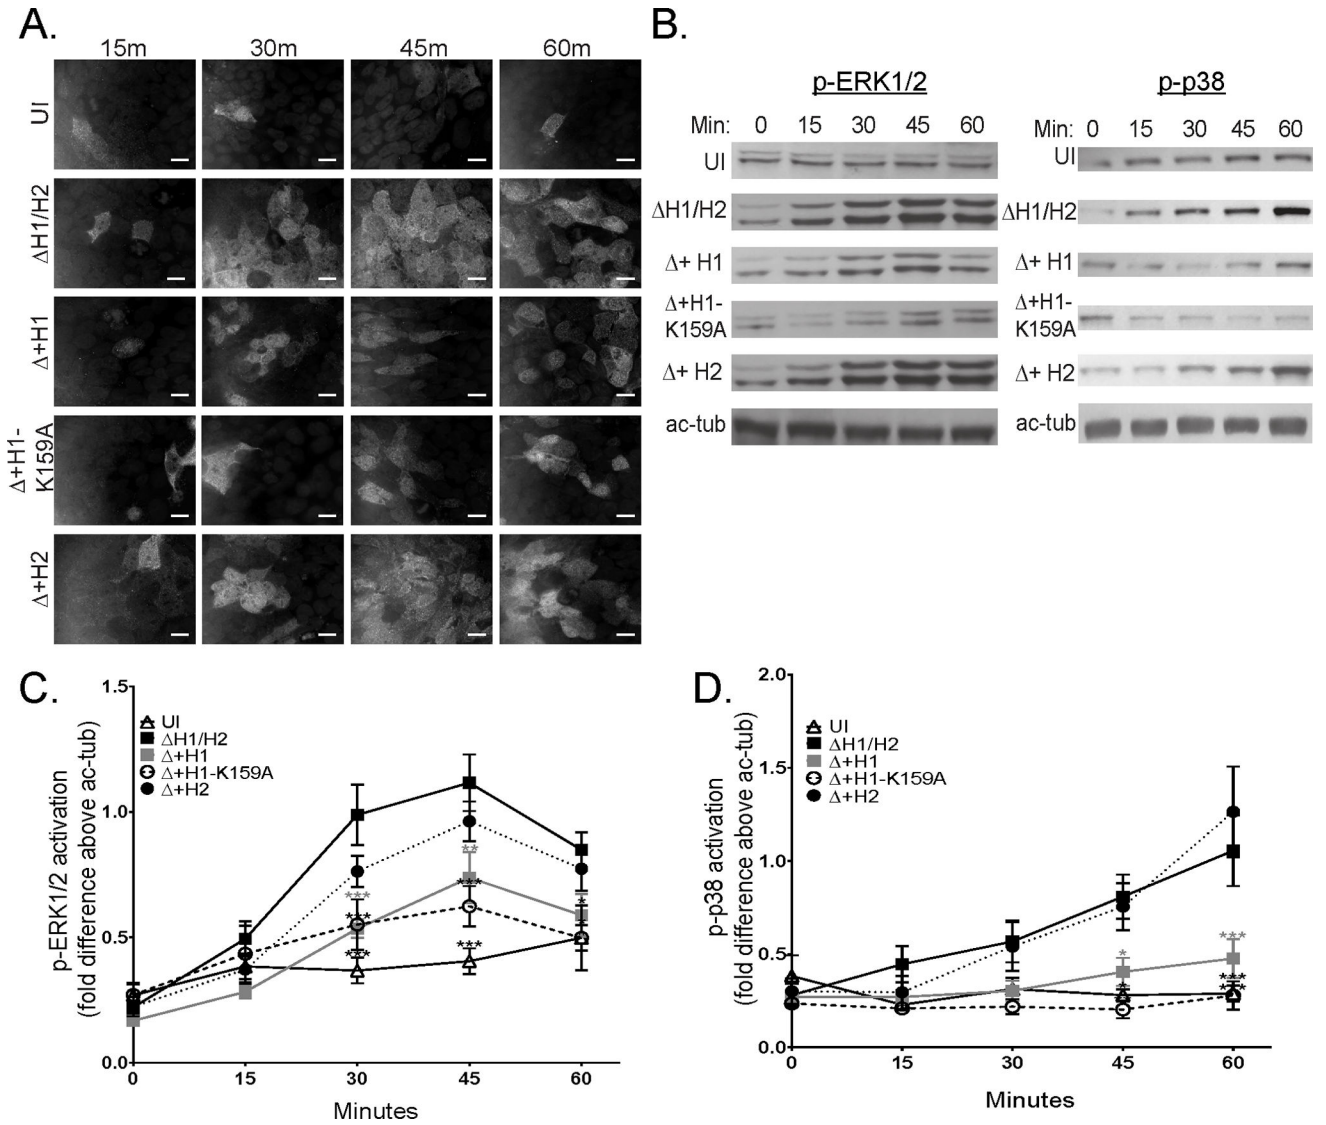 A.
15m 30m 45m 60m
UI
ΔH1/H2
Δ+H1
Δ+H1-
K159A
Δ+H2
B.
p-ERK1/2
Min: 0 15 30 45 60
UI
ΔH1/H2
Δ+ H1
Δ+H1-
K159A
Δ+ H2
ac-tub
p-p38
Min: 0 15 30 45 60
UI
ΔH1/H2
Δ+ H1
Δ+H1-
K159A
Δ+ H2
ac-tub
C.
p-ERK1/2 activation
(fold difference above ac-tub)
1.5
1.0
0.5
0.0
UI
ΔH1/H2
Δ+H1
Δ+H1-K159A
Δ+H2
**
***
***
***
***
***
*
0 15 30 45 60
Minutes
D.
p-p38 activation
(fold difference above ac-tub)
2.0
1.5
1.0
0.5
0.0
UI
ΔH1/H2
Δ+H1
Δ+H1-K159A
Δ+H2
*
***
***
***
0 15 30 45 60
Minutes